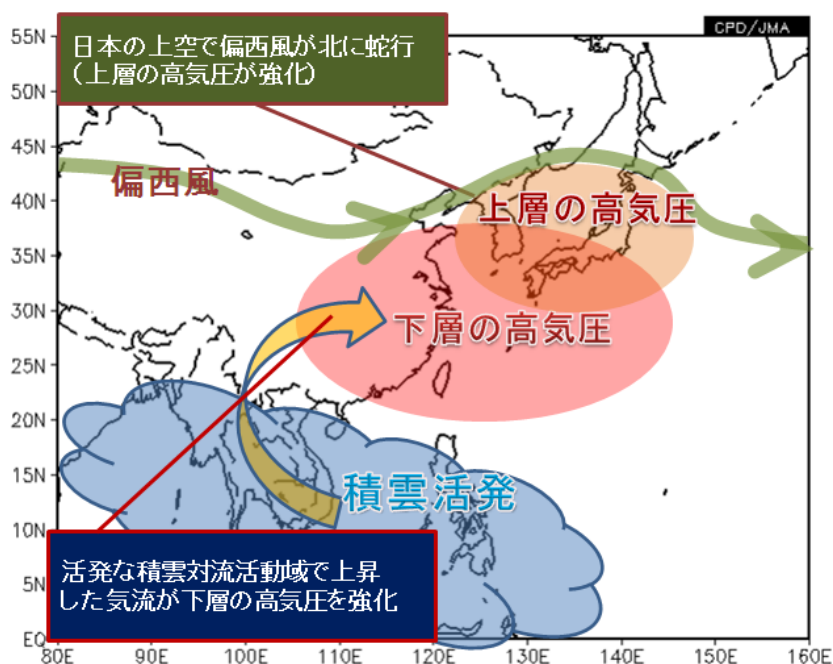 CPD/JMA
日本の上空で偏西風が北に蛇行
（上層の高気圧が強化）
偏西風
上層の高気圧
下層の高気圧
積雲活発
活発な積雲対流活動域で上昇
した気流が下層の高気圧を強化
55N
50N
45N
40N
35N
30N
25N
20N
15N
10N
5N
EQ
80E 90E 100E 110E 120E 130E 140E 150E 160E